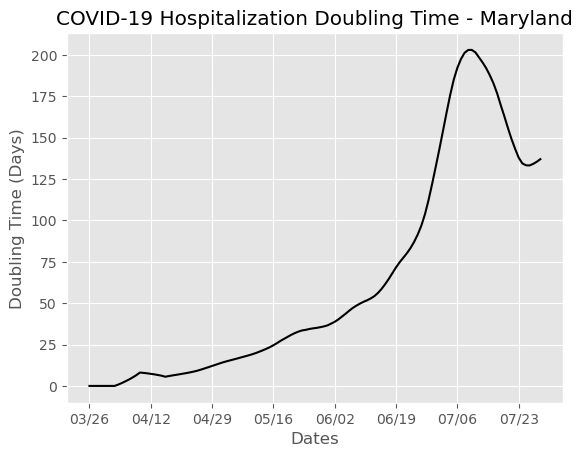 COVID-19 Hospitalization Doubling Time - Maryland
200
175
150
125
100
75
50
25
0
Doubling Time (Days)
03/26 04/12 04/29 05/16 06/02 06/19 07/06 07/23
Dates